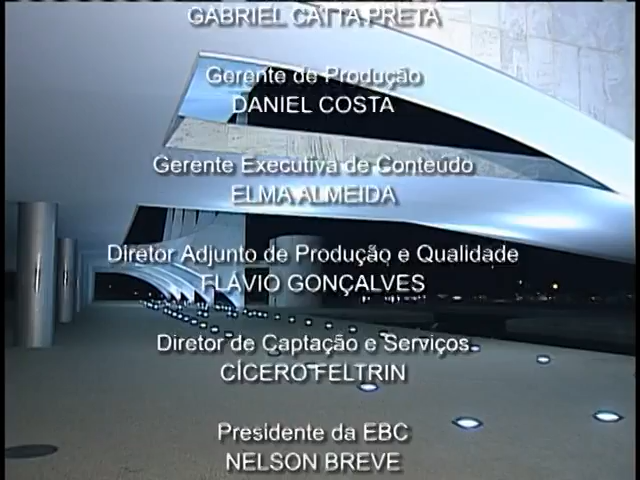 GABRIEL CATTA PRETA
Gerente de Produção
DANIEL COSTA
Gerente Executiva de Conteúdo
ELMA ALMEIDA
Diretor Adjunto de Produção e Qualidade
FLÁVIO GONÇALVES
Diretor de Captação e Serviços
CÍCERO FELTRIN
Presidente da EBC
NELSON BREVE